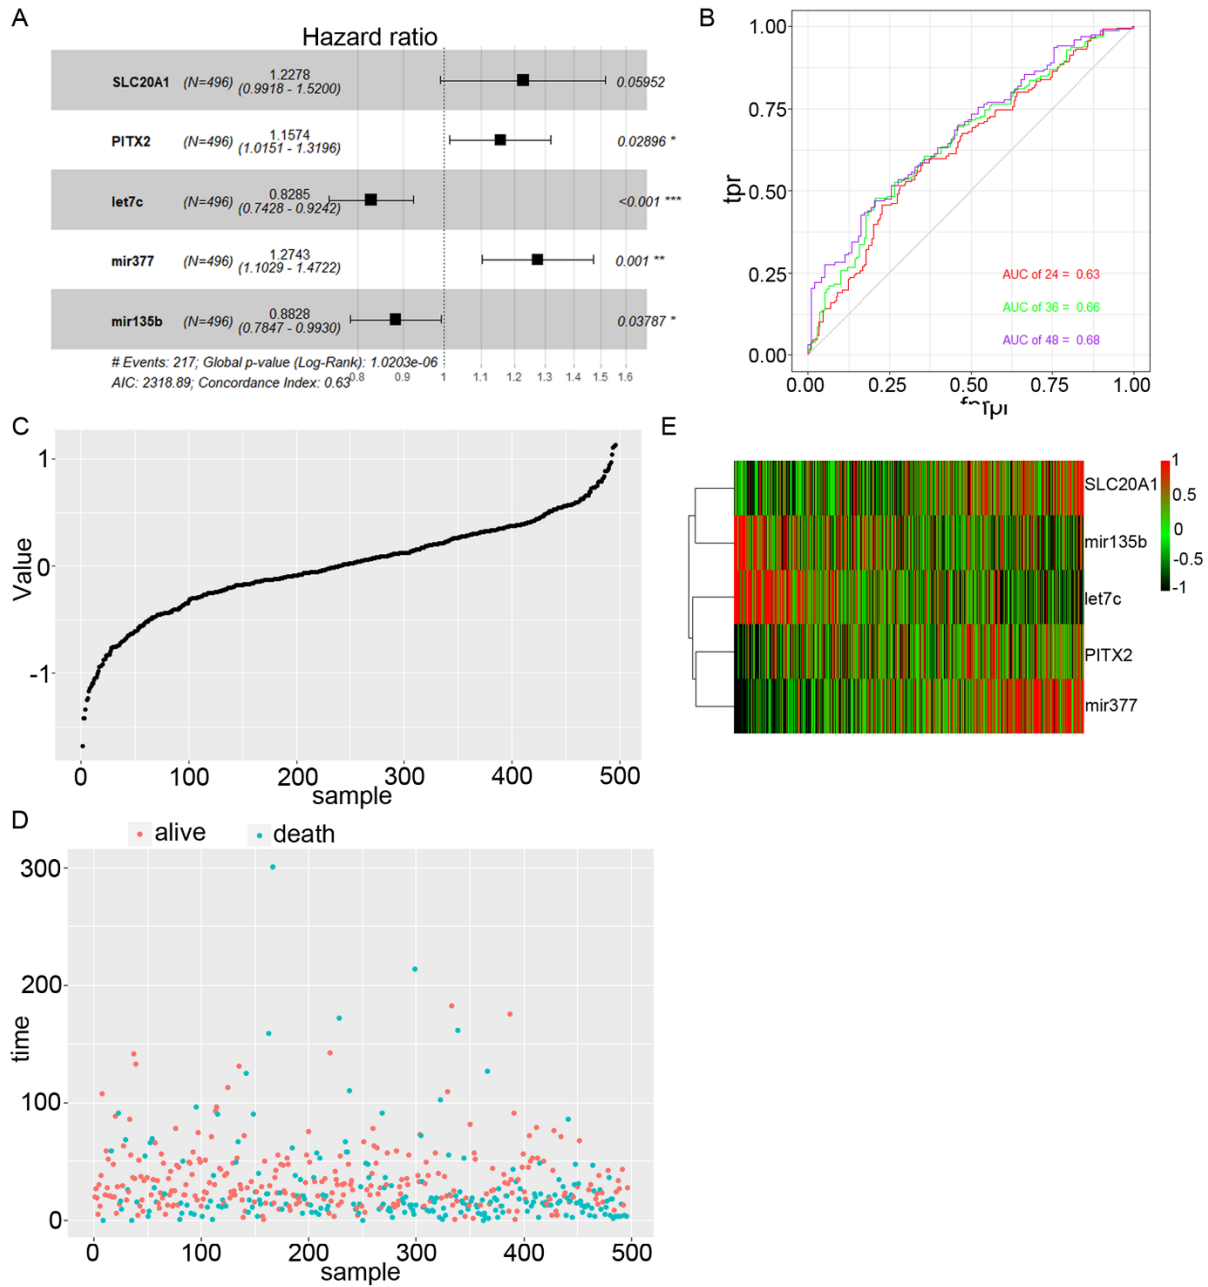 A
Hazard ratio
SLC20A1 (N=496) 1.2278 (0.9918 - 1.5200) 0.05952
PITX2 (N=496) 1.1574 (1.0151 - 1.3196) 0.02896 *
let7c (N=496) 0.8285 (0.7428 - 0.9242) <0.001 ***
mir377 (N=496) 1.2743 (1.1029 - 1.4722) 0.001 **
mir135b (N=496) 0.8828 (0.7847 - 0.9930) 0.03787 *
# Events: 217; Global p-value (Log-Rank): 1.0203e-06
AIC: 2318.89; Concordance Index: 0.63
0.8 0.9 1 1.1 1.2 1.3 1.4 1.5 1.6
B
1.00
0.75
0.50
0.25
0.00
tpr
AUC of 24 = 0.63
AUC of 36 = 0.66
AUC of 48 = 0.68
0.00 0.25 0.50 0.75 1.00
C
1
0
-1
Value
0 100 200 300 400 500
sample
E
SLC20A1
mir135b
let7c
PITX2
mir377
1
0.5
0
-0.5
-1
D
alive death
300
200
100
0
time
0 100 200 300 400 500
sample